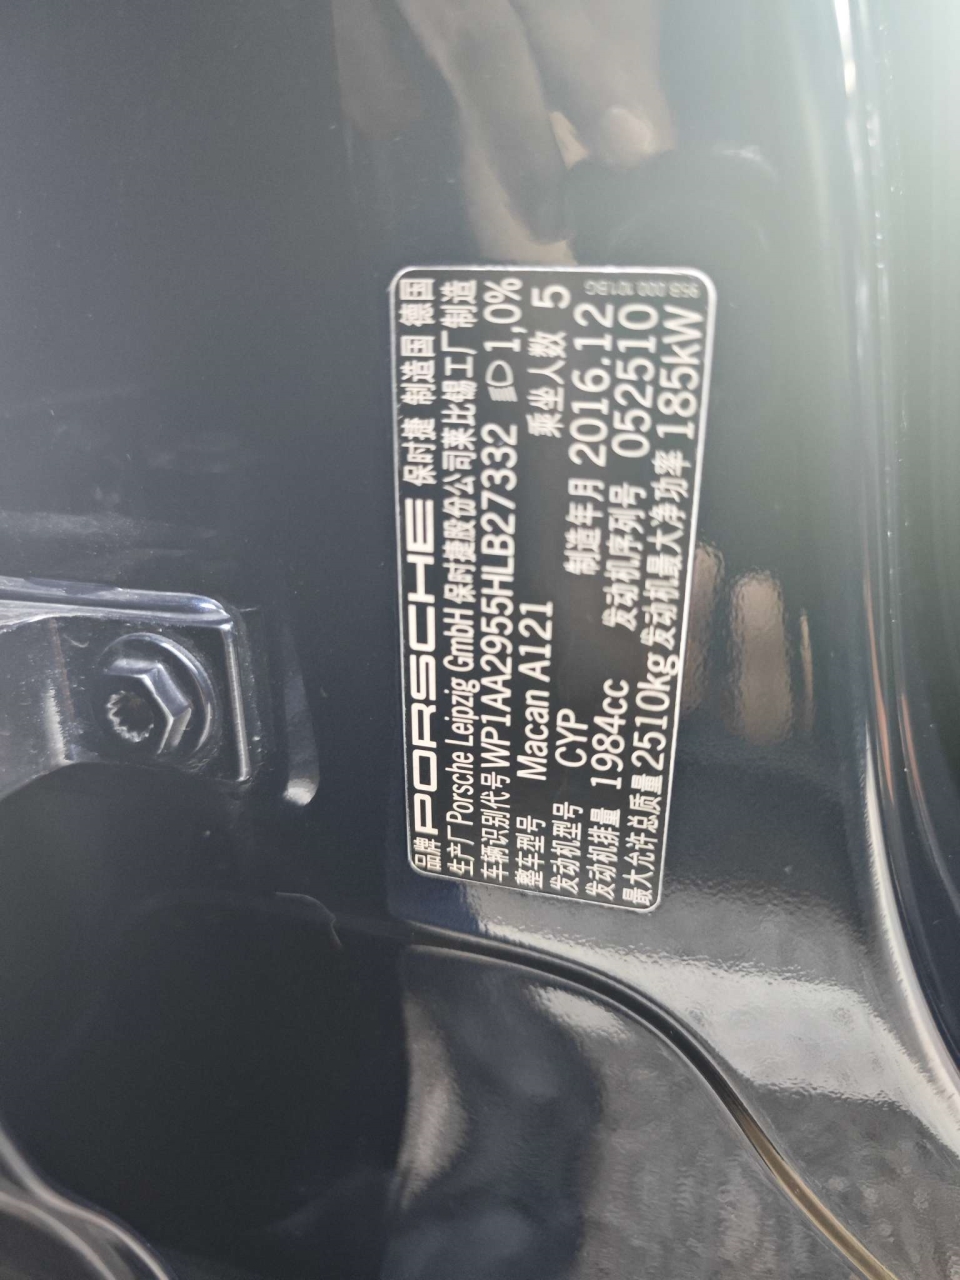 品牌 PORSCHE 保时捷 制造国 德国
生产厂 Porsche Leipzig GmbH 保时捷股份公司莱比锡工厂制造
车辆识别代号 WP1AA2955HLB27332 1,0%
整车型号 Macan A121 乘坐人数 5
发动机型号 CYP 制造年月 2016.12
发动机排量 1984cc 发动机序列号 052510
最大允许总质量 2510kg 发动机最大净功率 185kW
95B 000 101 BG